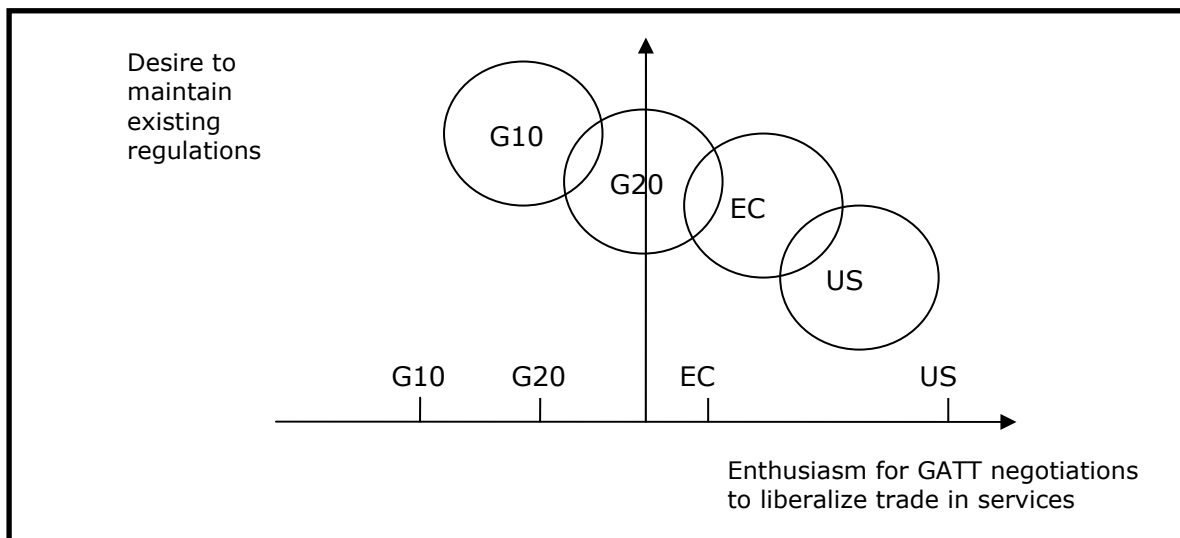 Desire to
maintain
existing
regulations
G10
G20
EC
US
G10 G20 EC US
Enthusiasm for GATT negotiations
to liberalize trade in services